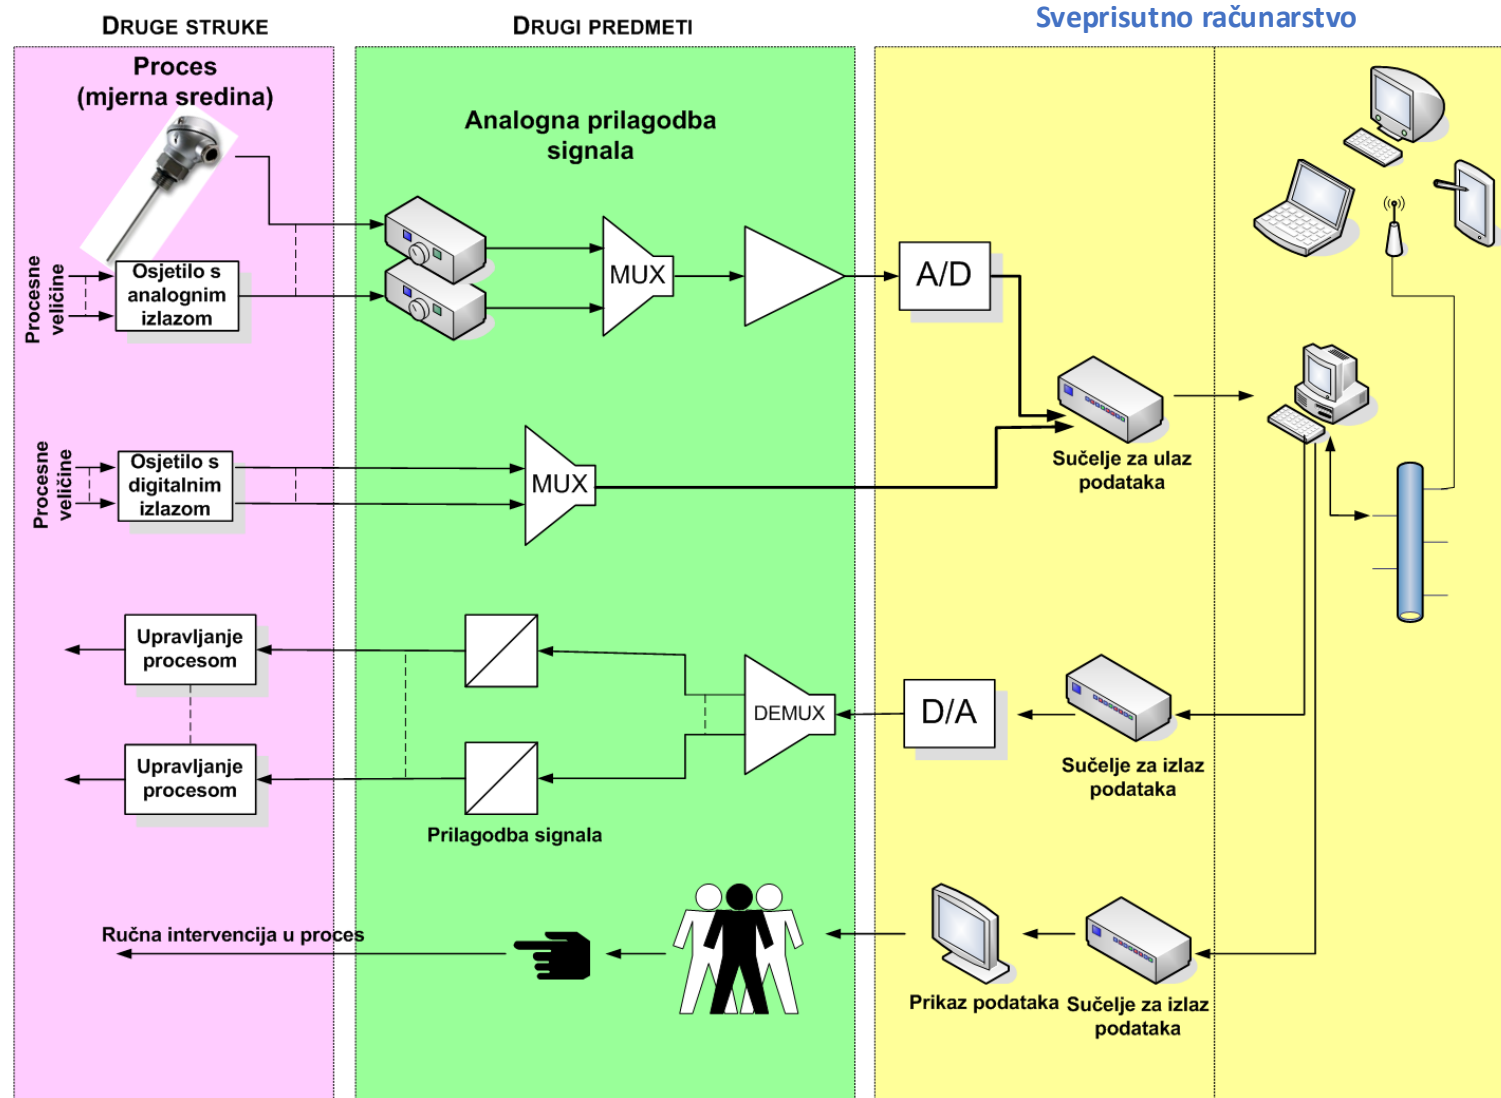 DRUGE STRUKE
DRUGI PREDMETI
Sveprisutno računarstvo
Proces
(mjerna sredina)
Analogna prilagodba
signala
Procesne
veličine
Osjetilo s
analognim
izlazom
MUX
A/D
Sučelje za ulaz
podataka
Procesne
veličine
Osjetilo s
digitalnim
izlazom
MUX
Upravljanje
procesom
DEMUX
D/A
Sučelje za izlaz
podataka
Upravljanje
procesom
Prilagodba signala
Ručna intervencija u proces
Prikaz podataka
Sučelje za izlaz
podataka